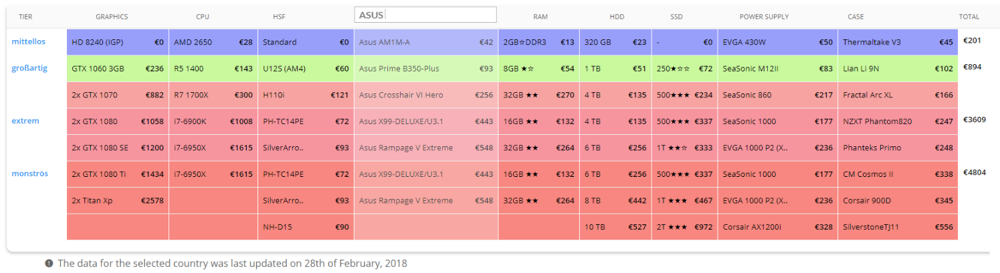 TIER GRAPHICS CPU HSF ASUS RAM HDD SSD POWER SUPPLY CASE TOTAL
mittellos HD 8240 (IGP) €0 AMD 2650 €28 Standard €0 Asus AM1M-A €42 2GB☆DDR3 €13 320 GB €23 - €0 EVGA 430W €50 Thermaltake V3 €45 €201
großartig GTX 1060 3GB €236 R5 1400 €143 U12S (AM4) €60 Asus Prime B350-Plus €93 8GB ★☆ €54 1 TB €51 250★☆☆ €72 SeaSonic M12II €83 Lian Li 9N €102 €894
2x GTX 1070 €882 R7 1700X €300 H110i €121 Asus Crosshair VI Hero €256 32GB ★★ €270 4 TB €135 500★★★ €234 SeaSonic 860 €217 Fractal Arc XL €166
extrem 2x GTX 1080 €1058 i7-6900K €1008 PH-TC14PE €72 Asus X99-DELUXE/U3.1 €443 16GB ★★ €132 4 TB €135 500★★★ €337 SeaSonic 1000 €177 NZXT Phantom820 €247 €3609
2x GTX 1080 SE €1200 i7-6950X €1615 SilverArro.. €93 Asus Rampage V Extreme €548 32GB ★★ €264 6 TB €256 1T ★★☆ €333 EVGA 1000 P2 (X.. €236 Phanteks Primo €248
monströs 2x GTX 1080 Ti €1434 i7-6950X €1615 PH-TC14PE €72 Asus X99-DELUXE/U3.1 €443 16GB ★★ €132 6 TB €256 500★★★ €337 SeaSonic 1000 €177 CM Cosmos II €338 €4804
2x Titan Xp €2578 SilverArro.. €93 Asus Rampage V Extreme €548 32GB ★★ €264 8 TB €442 1T ★★★ €467 EVGA 1000 P2 (X.. €236 Corsair 900D €345
NH-D15 €90 10 TB €527 2T ★★★ €972 Corsair AX1200i €328 SilverstoneTJ11 €556
The data for the selected country was last updated on 28th of February, 2018